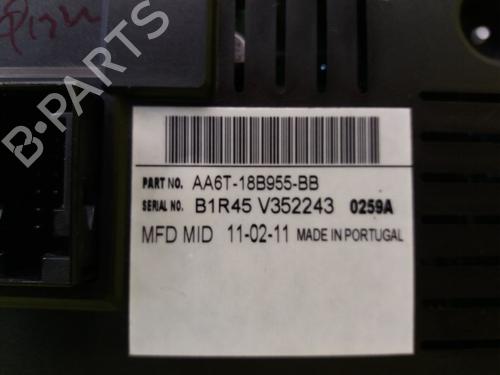 B-PARTS
PART NO. AA6T-18B955-BB
SERIAL NO. B1R45 V352243 0259A
MFD MID 11-02-11 MADE IN PORTUGAL